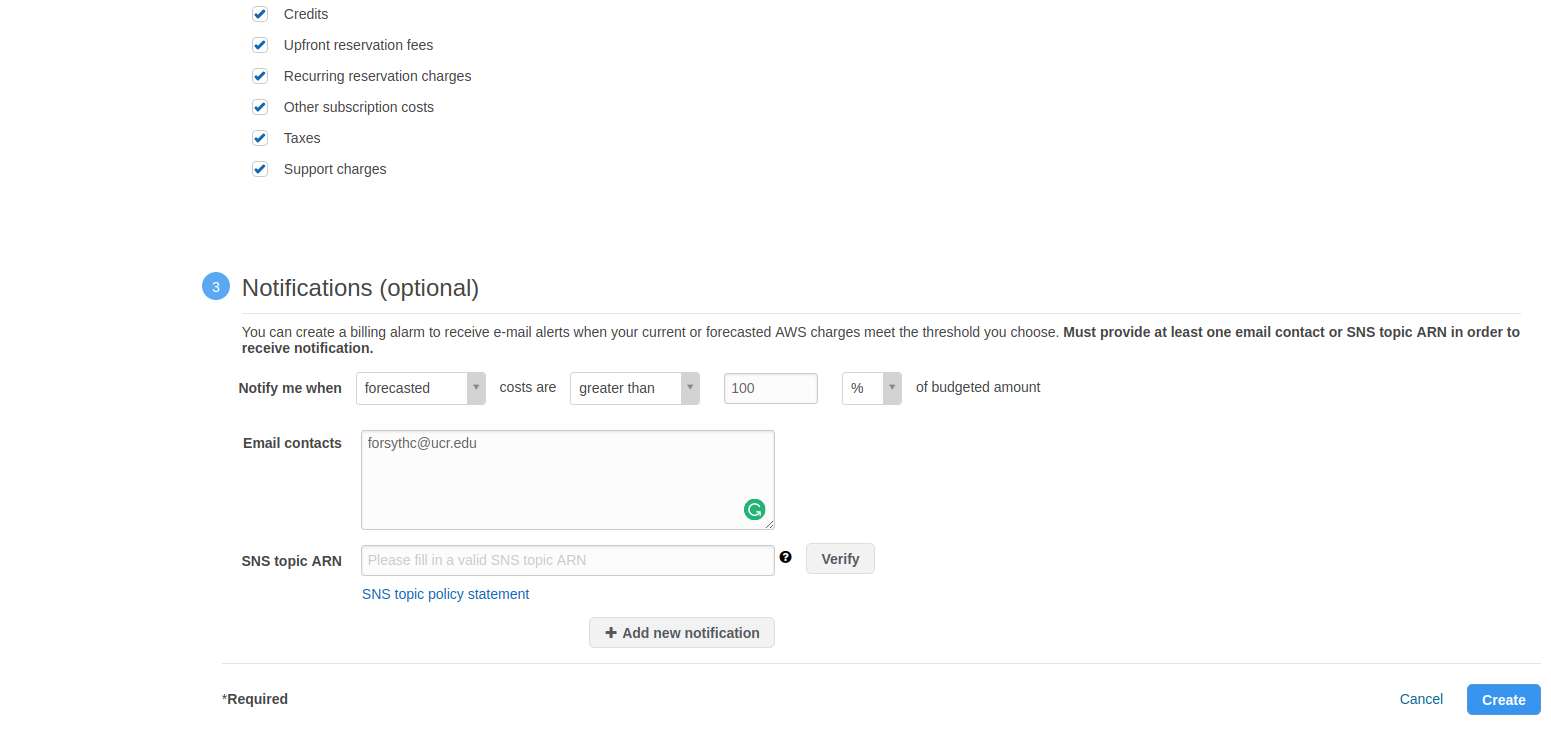 Credits
Upfront reservation fees
Recurring reservation charges
Other subscription costs
Taxes
Support charges
3 Notifications (optional)
You can create a billing alarm to receive e-mail alerts when your current or forecasted AWS charges meet the threshold you choose. Must provide at least one email contact or SNS topic ARN in order to
receive notification.
Notify me when forecasted costs are greater than 100 % of budgeted amount
Email contacts forsythc@ucr.edu
SNS topic ARN Please fill in a valid SNS topic ARN ? Verify
SNS topic policy statement
+ Add new notification
*Required Cancel Create